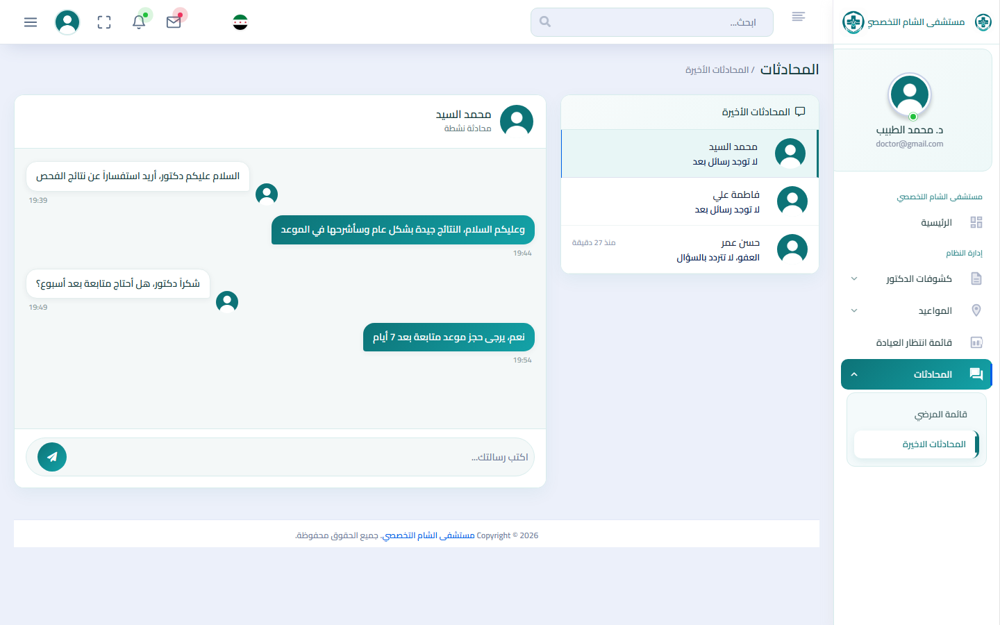 مستشفى الشام التخصصي
ابحث...
د. محمد الطبيب
doctor@gmail.com
مستشفى الشام التخصصي
الرئيسية
إدارة النظام
كشوفات الدكتور
المواعيد
قائمة انتظار العيادة
المحادثات
قائمة المرضي
المحادثات الاخيرة
المحادثات / المحادثات الأخيرة
المحادثات الأخيرة
محمد السيد
لا توجد رسائل بعد
فاطمة علي
لا توجد رسائل بعد
حسن عمر
منذ 27 دقيقة
العفو، لا تتردد بالسؤال
محمد السيد
محادثة نشطة
السلام عليكم دكتور، أريد استفساراً عن نتائج الفحص
19:39
وعليكم السلام، النتائج جيدة بشكل عام وسأشرحها في الموعد
19:44
شكراً دكتور، هل أحتاج متابعة بعد أسبوع؟
19:49
نعم، يرجى حجز موعد متابعة بعد 7 أيام
19:54
اكتب رسالتك...
Copyright © 2026 مستشفى الشام التخصصي. جميع الحقوق محفوظة.